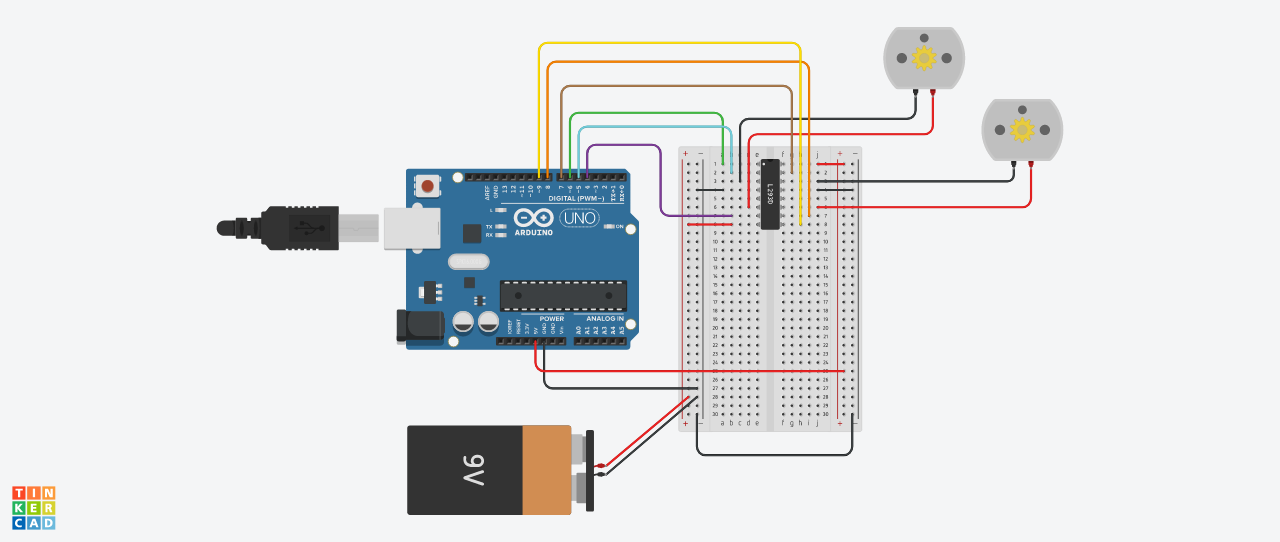 AREF
GND
13
12
~11
~10
~9
8
7
~6
~5
4
~3
2
TX→1
RX←0
DIGITAL (PWM~)
L
TX
RX
ARDUINO
UNO
ON
POWER
ANALOG IN
IOREF
RESET
3.3V
5V
GND
GND
Vin
A0
A1
A2
A3
A4
A5
L293D
+ −
a b c d e
f g h i j
+ −
9V
TIN
KER
CAD